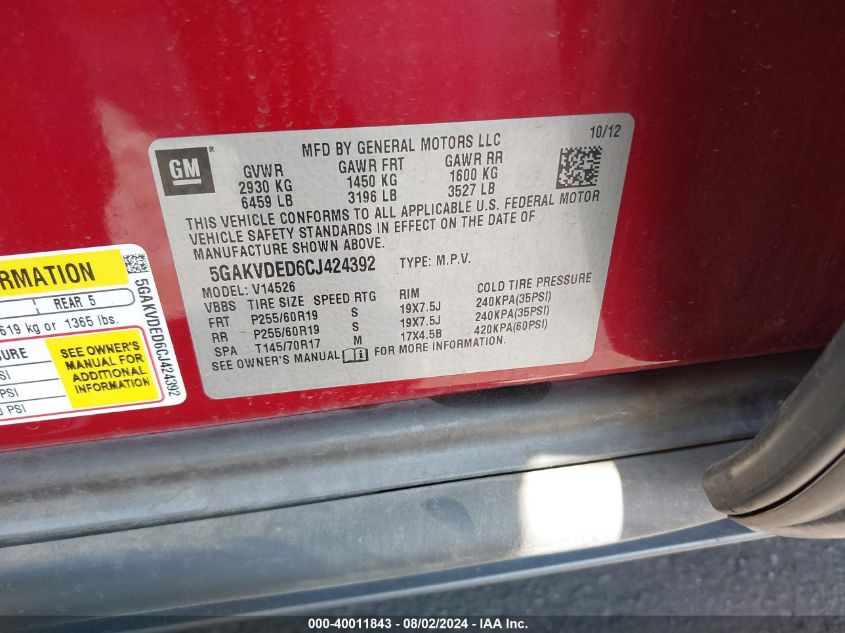 MFD BY GENERAL MOTORS LLC
10/12
GM
®
GVWR GAWR FRT GAWR RR
2930 KG 1450 KG 1600 KG
6459 LB 3196 LB 3527 LB
THIS VEHICLE CONFORMS TO ALL APPLICABLE U.S. FEDERAL MOTOR
VEHICLE SAFETY STANDARDS IN EFFECT ON THE DATE OF
MANUFACTURE SHOWN ABOVE.
5GAKVDED6CJ424392 TYPE: M.P.V.
MODEL: V14526
VBBS TIRE SIZE SPEED RTG RIM COLD TIRE PRESSURE
FRT P255/60R19 S 19X7.5J 240KPA(35PSI)
RR P255/60R19 S 19X7.5J 240KPA(35PSI)
SPA T145/70R17 M 17X4.5B 420KPA(60PSI)
SEE OWNER'S MANUAL FOR MORE INFORMATION.
RMATION
REAR 5
619 kg or 1365 lbs.
SURE
SEE OWNER'S
MANUAL FOR
ADDITIONAL
INFORMATION
SI
PSI
PSI
5GAKVDED6CJ424392
000-40011843 - 08/02/2024 - IAAI.com